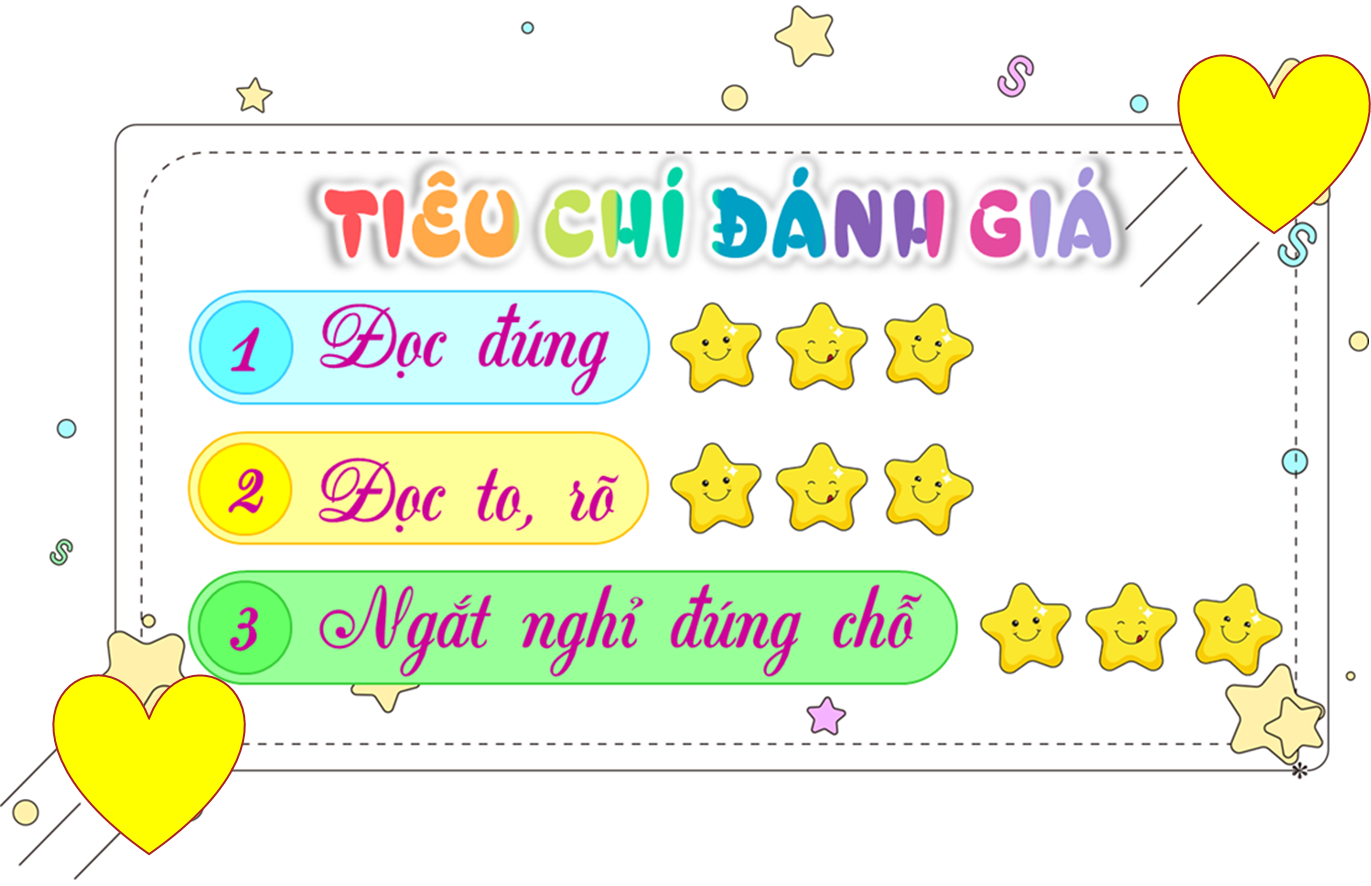 TIÊU CHÍ ĐÁNH GIÁ
1 Đọc đúng
2 Đọc to, rõ
3 Ngắt nghỉ đúng chỗ